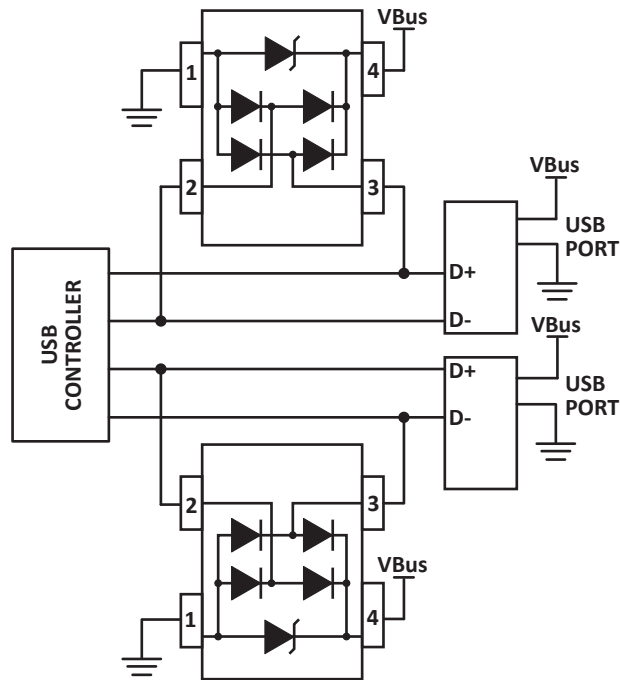 VBus
1
4
2
3
VBus
USB
PORT
D+
D-
USB
CONTROLLER
VBus
D+
D-
USB
PORT
2
3
VBus
1
4